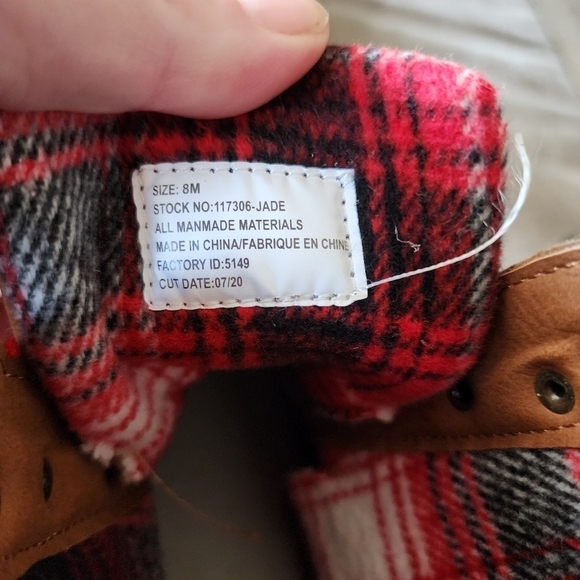 SIZE: 8M
STOCK NO:117306-JADE
ALL MANMADE MATERIALS
MADE IN CHINA/FABRIQUE EN CHINE
FACTORY ID:5149
CUT DATE:07/20